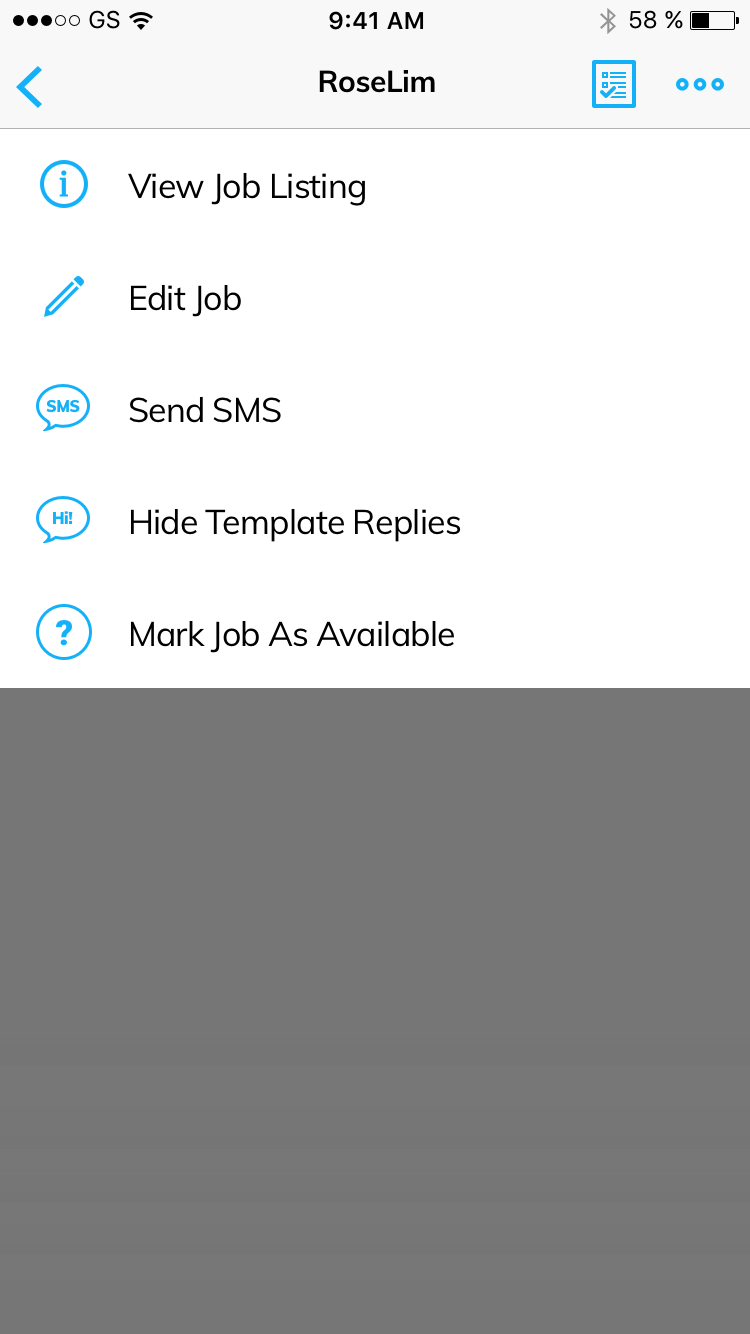 GS 9:41 AM 58 %
RoseLim
i View Job Listing
Edit Job
SMS Send SMS
Hi! Hide Template Replies
? Mark Job As Available